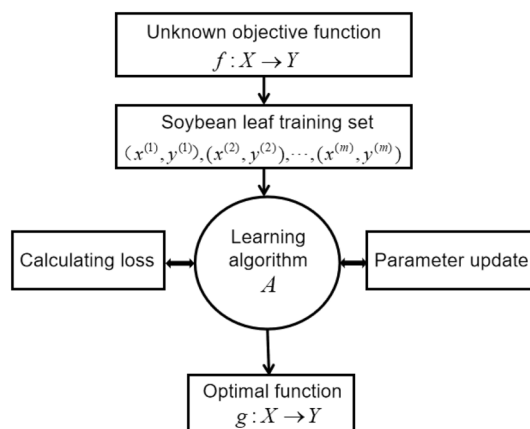 Unknown objective function
f : X → Y
Soybean leaf training set
(x^{(1)}, y^{(1)}), (x^{(2)}, y^{(2)}), ⋯, (x^{(m)}, y^{(m)})
Calculating loss
Learning
algorithm
A
Parameter update
Optimal function
g : X → Y